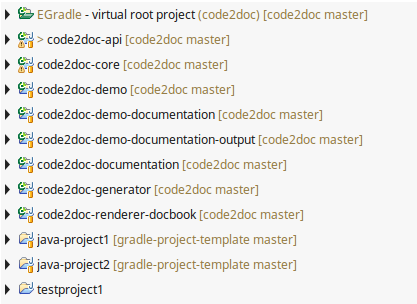 EGradle - virtual root project (code2doc) [code2doc master]
> code2doc-api [code2doc master]
code2doc-core [code2doc master]
code2doc-demo [code2doc master]
code2doc-demo-documentation [code2doc master]
code2doc-demo-documentation-output [code2doc master]
code2doc-documentation [code2doc master]
code2doc-generator [code2doc master]
code2doc-renderer-docbook [code2doc master]
java-project1 [gradle-project-template master]
java-project2 [gradle-project-template master]
testproject1